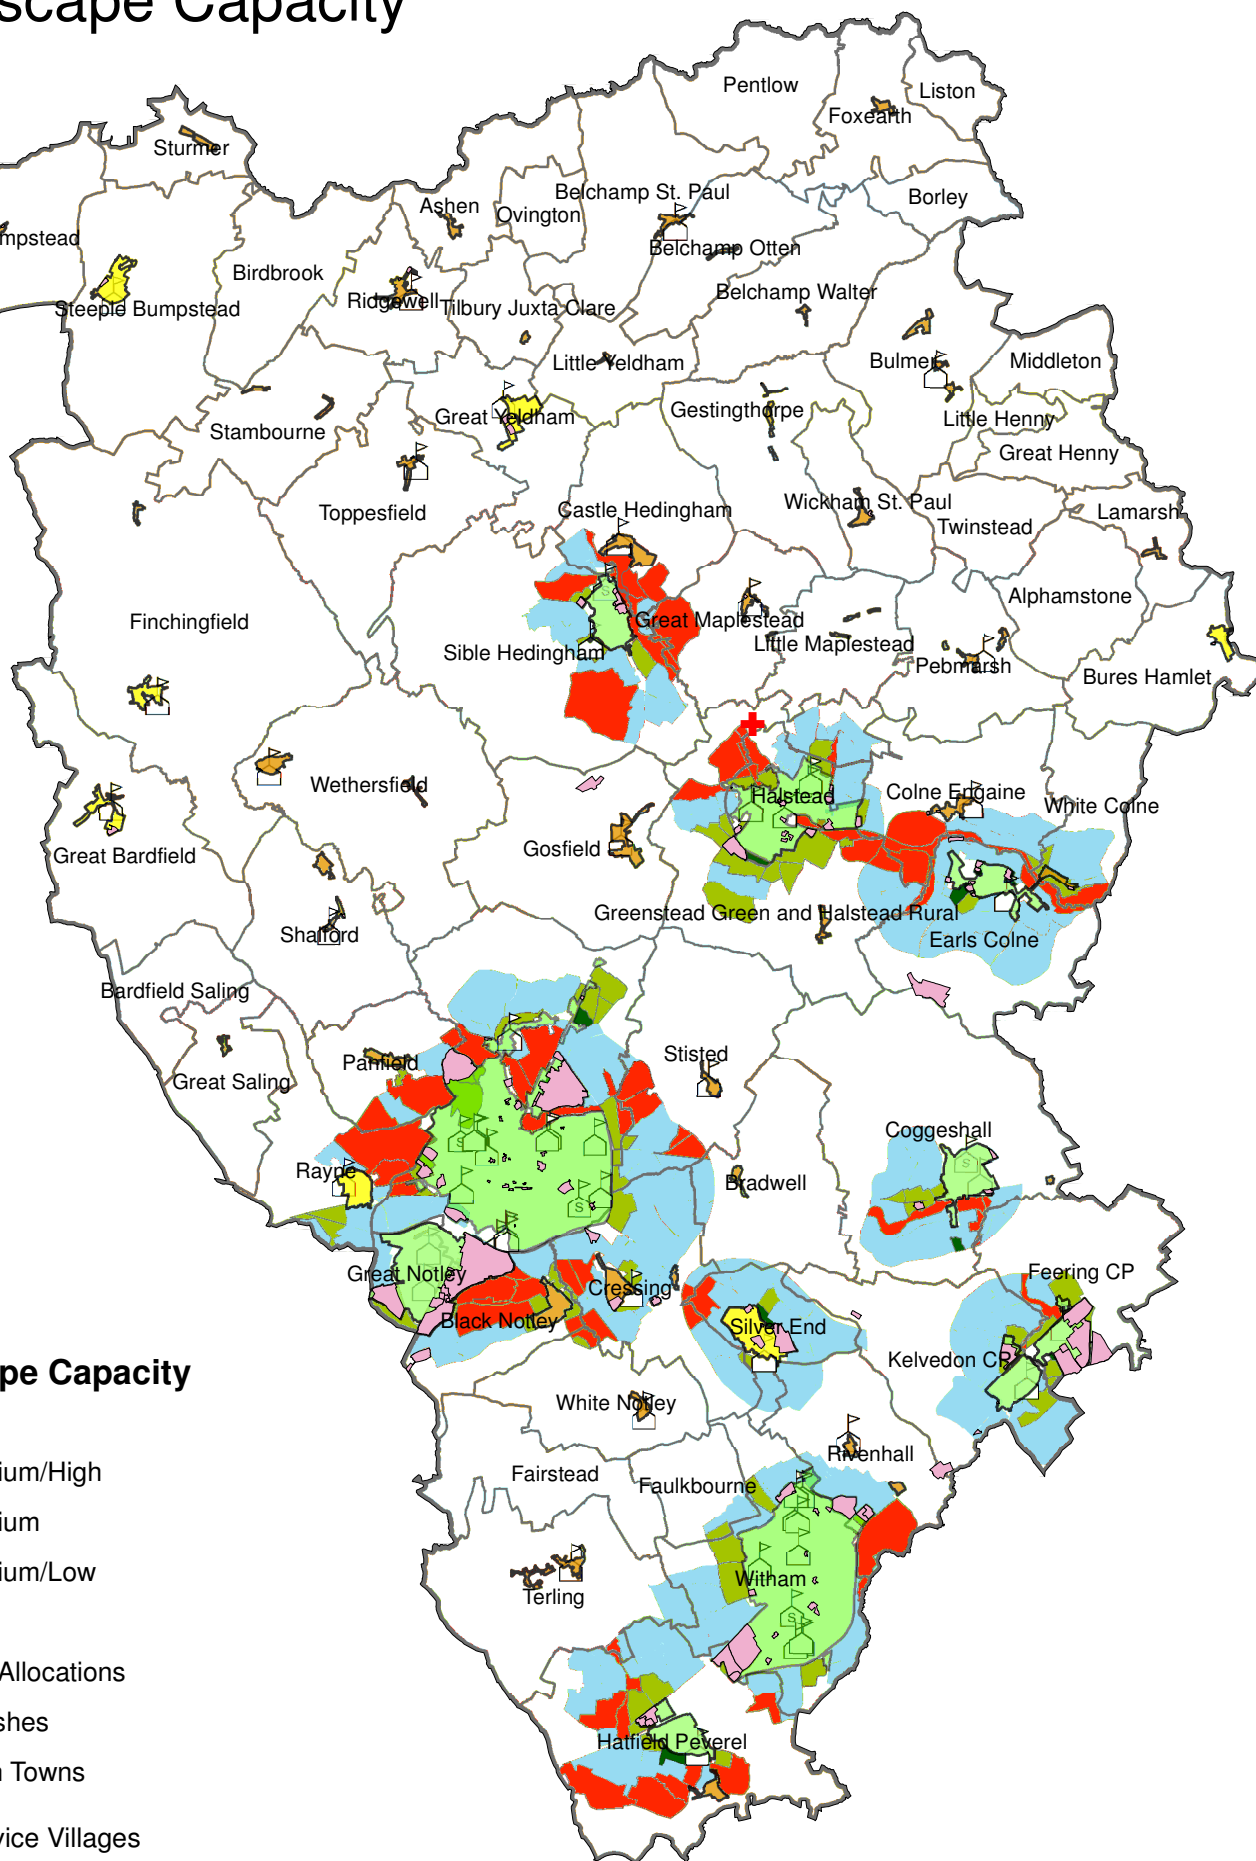 scape Capacity
Pentlow
Liston
Foxearth
Sturmer
Belchamp St. Paul
Borley
Ashen
Ovington
mpstead
Belchamp Otten
Birdbrook
Belchamp Walter
Ridgewell
Tilbury Juxta Clare
Steeple Bumpstead
Little Yeldham
Bulmer
Middleton
Gestingthorpe
Great Yeldham
Little Henny
Stambourne
Great Henny
Wickham St. Paul
Castle Hedingham
Toppesfield
Lamarsh
Twinstead
Alphamstone
Finchingfield
Great Maplestead
Little Maplestead
Sible Hedingham
Pebmarsh
Bures Hamlet
Wethersfield
Halstead
Colne Engaine
White Colne
Gosfield
Great Bardfield
Greenstead Green and Halstead Rural
Shalford
Earls Colne
Bardfield Saling
Stisted
Panfield
Great Saling
Coggeshall
Rayne
Bradwell
Great Notley
Feering CP
Cressing
Black Notley
Silver End
Kelvedon CP
pe Capacity
White Notley
Rivenhall
ium/High
Fairstead
Faulkbourne
ium
ium/Low
Witham
Terling
Allocations
shes
Hatfield Peverel
n Towns
vice Villages
S
S
S
S
S